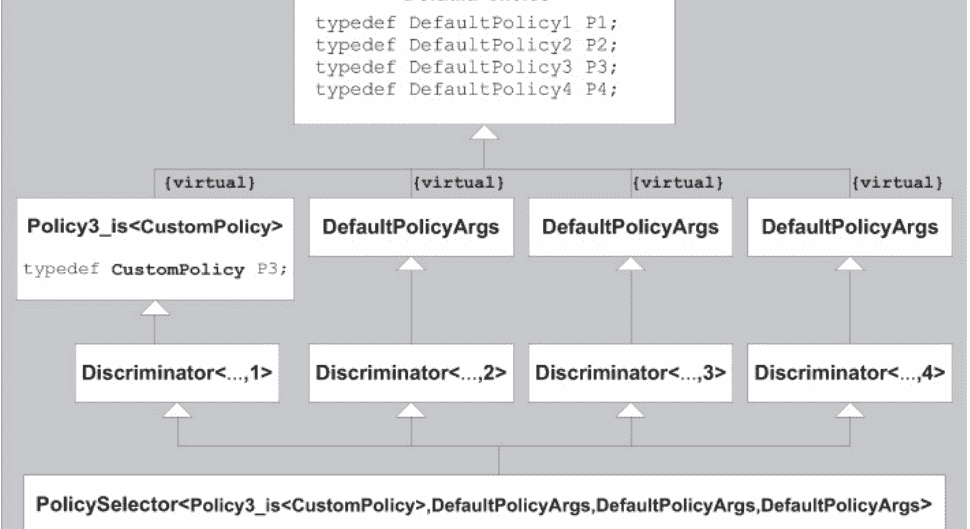 typedef DefaultPolicy1 P1;
typedef DefaultPolicy2 P2;
typedef DefaultPolicy3 P3;
typedef DefaultPolicy4 P4;
{virtual} {virtual} {virtual} {virtual}
Policy3_is<CustomPolicy>
typedef CustomPolicy P3;
DefaultPolicyArgs
DefaultPolicyArgs
DefaultPolicyArgs
Discriminator<...,1>
Discriminator<...,2>
Discriminator<...,3>
Discriminator<...,4>
PolicySelector<Policy3_is<CustomPolicy>,DefaultPolicyArgs,DefaultPolicyArgs,DefaultPolicyArgs>